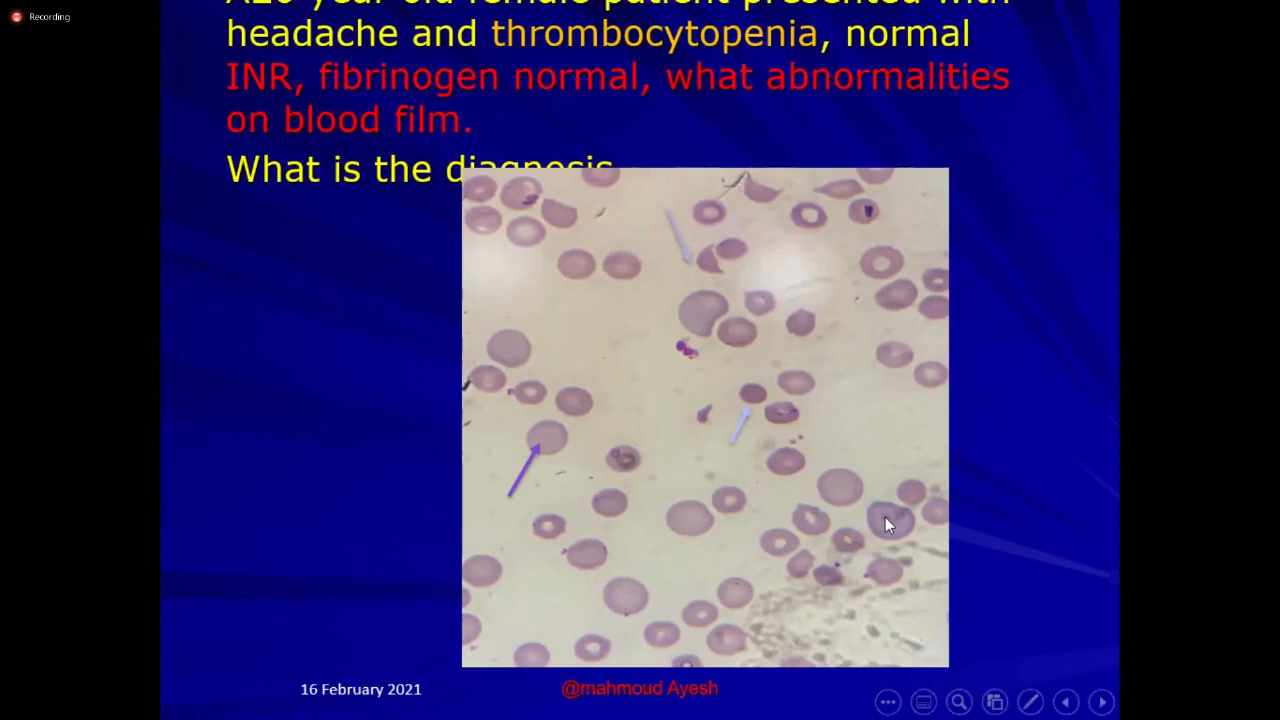 Recording
headache and thrombocytopenia, normal
INR, fibrinogen normal, what abnormalities
on blood film.
What is the diagnosis
16 February 2021
@mahmoud Ayesh